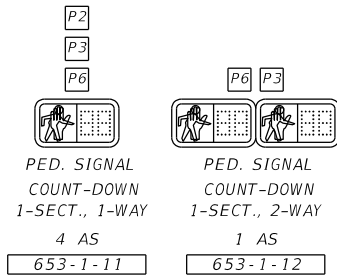 P2
P3
P6
PED. SIGNAL
COUNT-DOWN
1-SECT., 1-WAY
4 AS
653-1-11
P6 P3
PED. SIGNAL
COUNT-DOWN
1-SECT., 2-WAY
1 AS
653-1-12